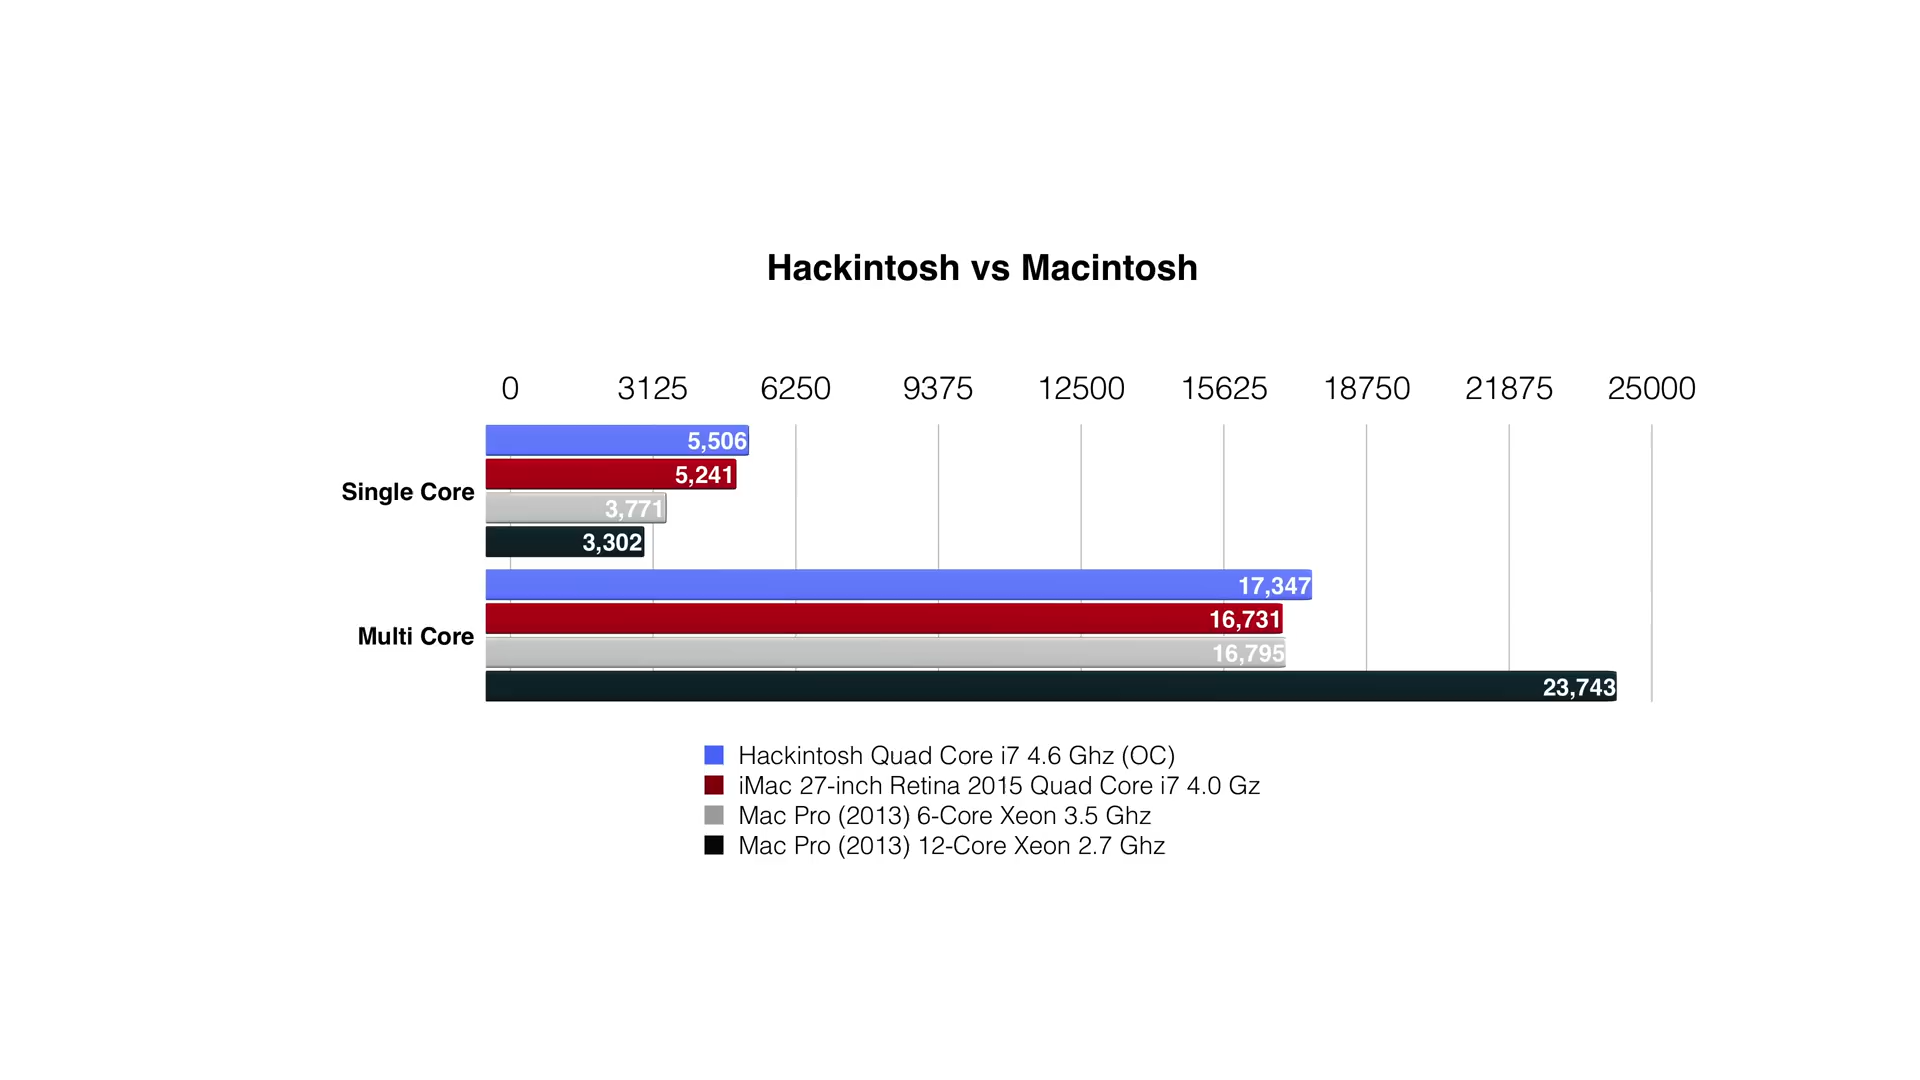 Hackintosh vs Macintosh
0 3125 6250 9375 12500 15625 18750 21875 25000
5,506
5,241
Single Core
3,771
3,302
17,347
16,731
Multi Core
16,795
23,743
Hackintosh Quad Core i7 4.6 Ghz (OC)
iMac 27-inch Retina 2015 Quad Core i7 4.0 Gz
Mac Pro (2013) 6-Core Xeon 3.5 Ghz
Mac Pro (2013) 12-Core Xeon 2.7 Ghz